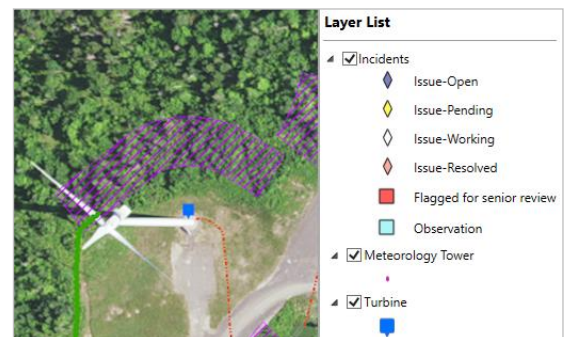 Layer List
Incidents
Issue-Open
Issue-Pending
Issue-Working
Issue-Resolved
Flagged for senior review
Observation
Meteorology Tower
Turbine